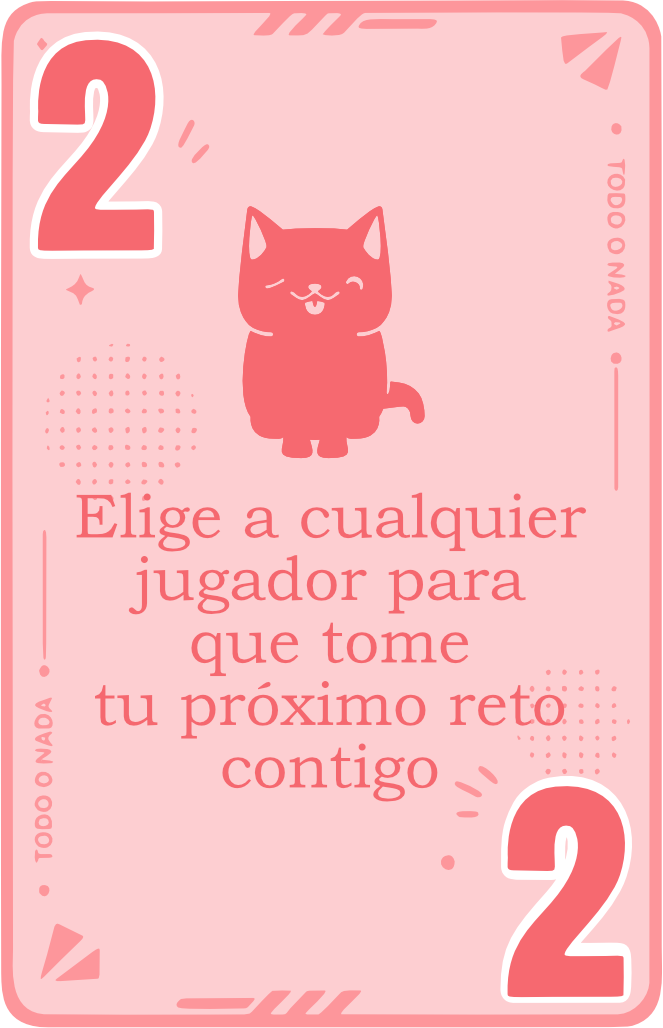 2
TODO O NADA
Elige a cualquier
jugador para
que tome
tu próximo reto
contigo
TODO O NADA
2